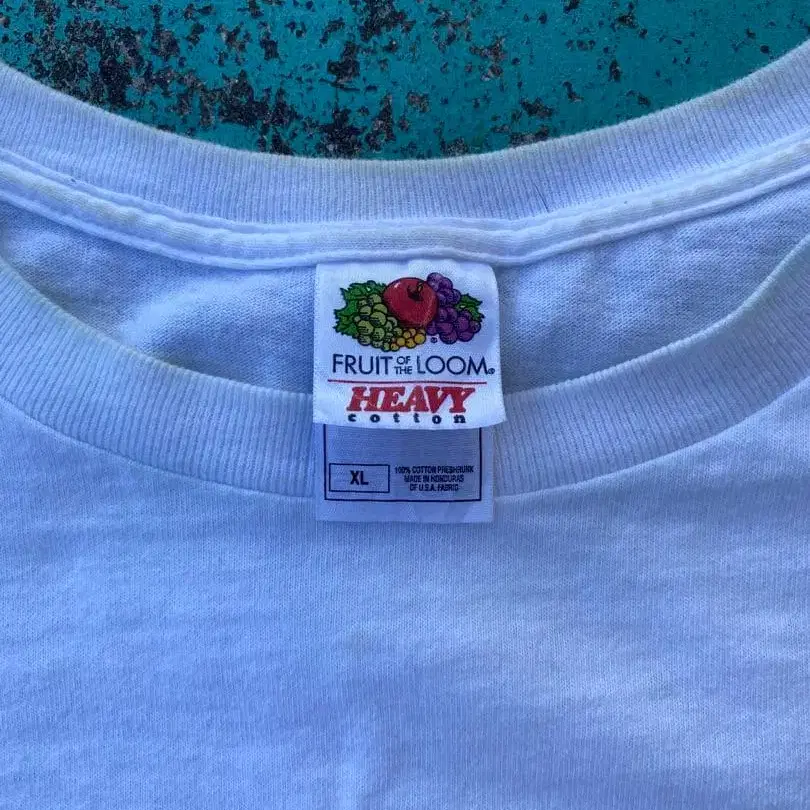 FRUIT OF THE LOOM®
HEAVY
cotton
XL
100% COTTON PRESHRUNK
MADE IN HONDURAS
OF U.S.A. FABRIC